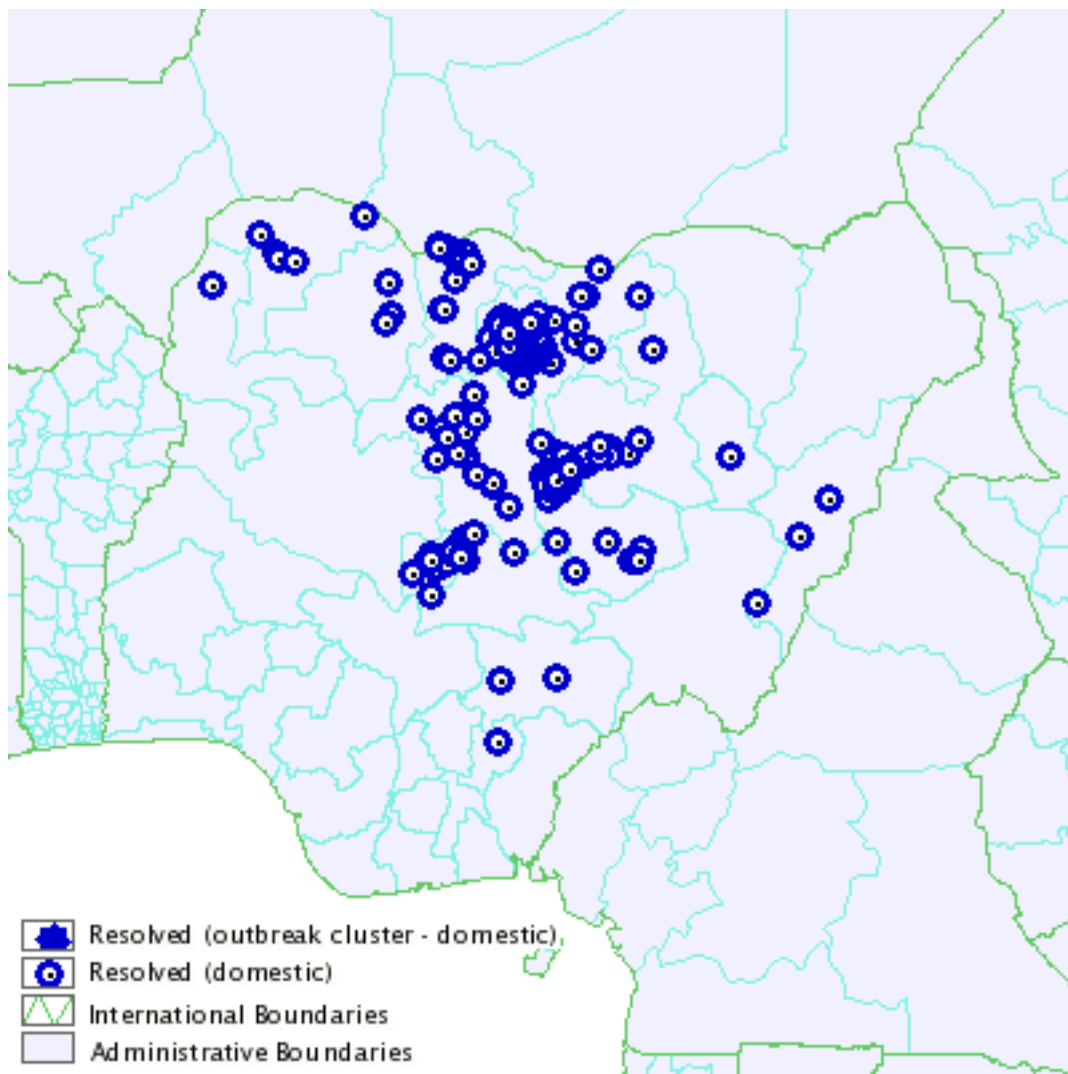 Resolved (outbreak cluster - domestic)
Resolved (domestic)
International Boundaries
Administrative Boundaries